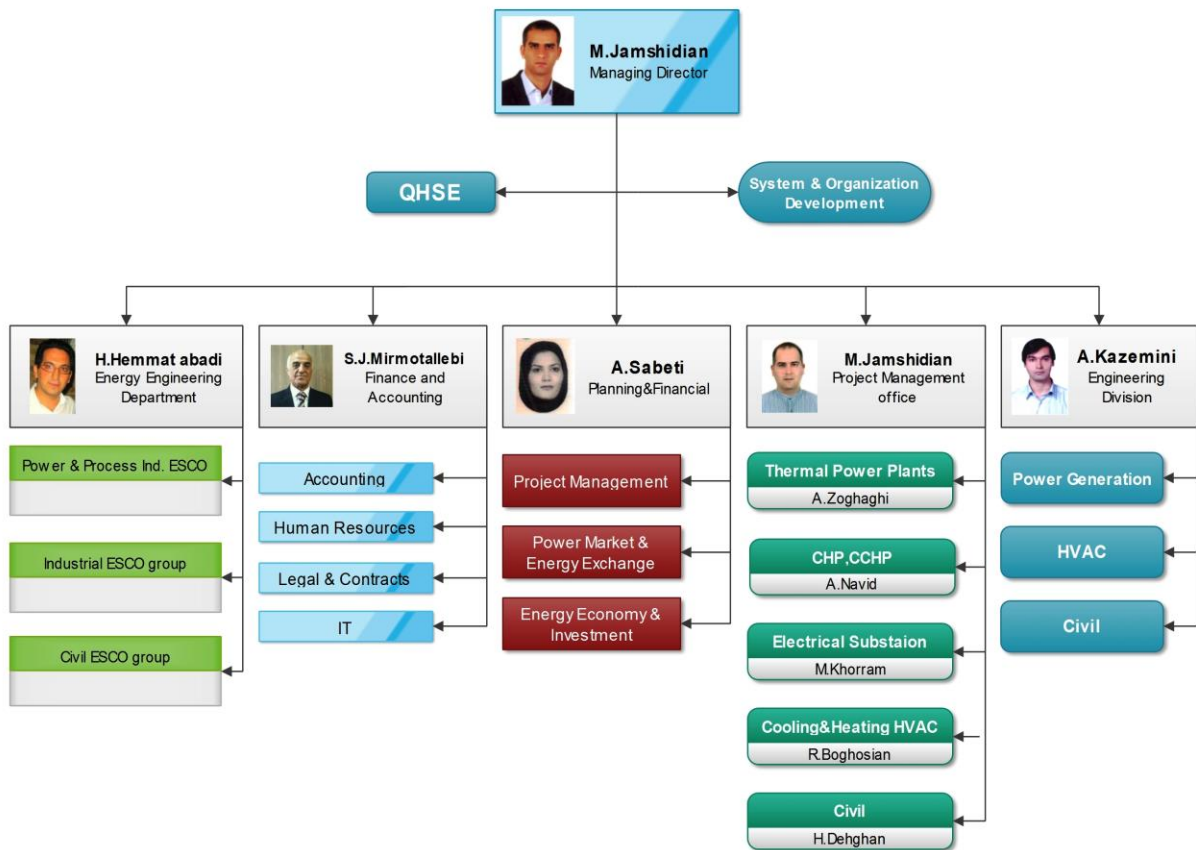 M.Jamshidian
Managing Director
QHSE
System & Organization
Development
H.Hemmat abadi
Energy Engineering
Department
S.J.Mirmotallebi
Finance and
Accounting
A.Sabeti
Planning&Financial
M.Jamshidian
Project Management
office
A.Kazemini
Engineering
Division
Power & Process Ind. ESCO
Industrial ESCO group
Civil ESCO group
Accounting
Human Resources
Legal & Contracts
IT
Project Management
Power Market &
Energy Exchange
Energy Economy &
Investment
Thermal Power Plants
A.Zoghaghi
CHP,CCHP
A.Navid
Electrical Substaion
M.Khorram
Cooling&Heating HVAC
R.Boghosian
Civil
H.Dehghan
Power Generation
HVAC
Civil